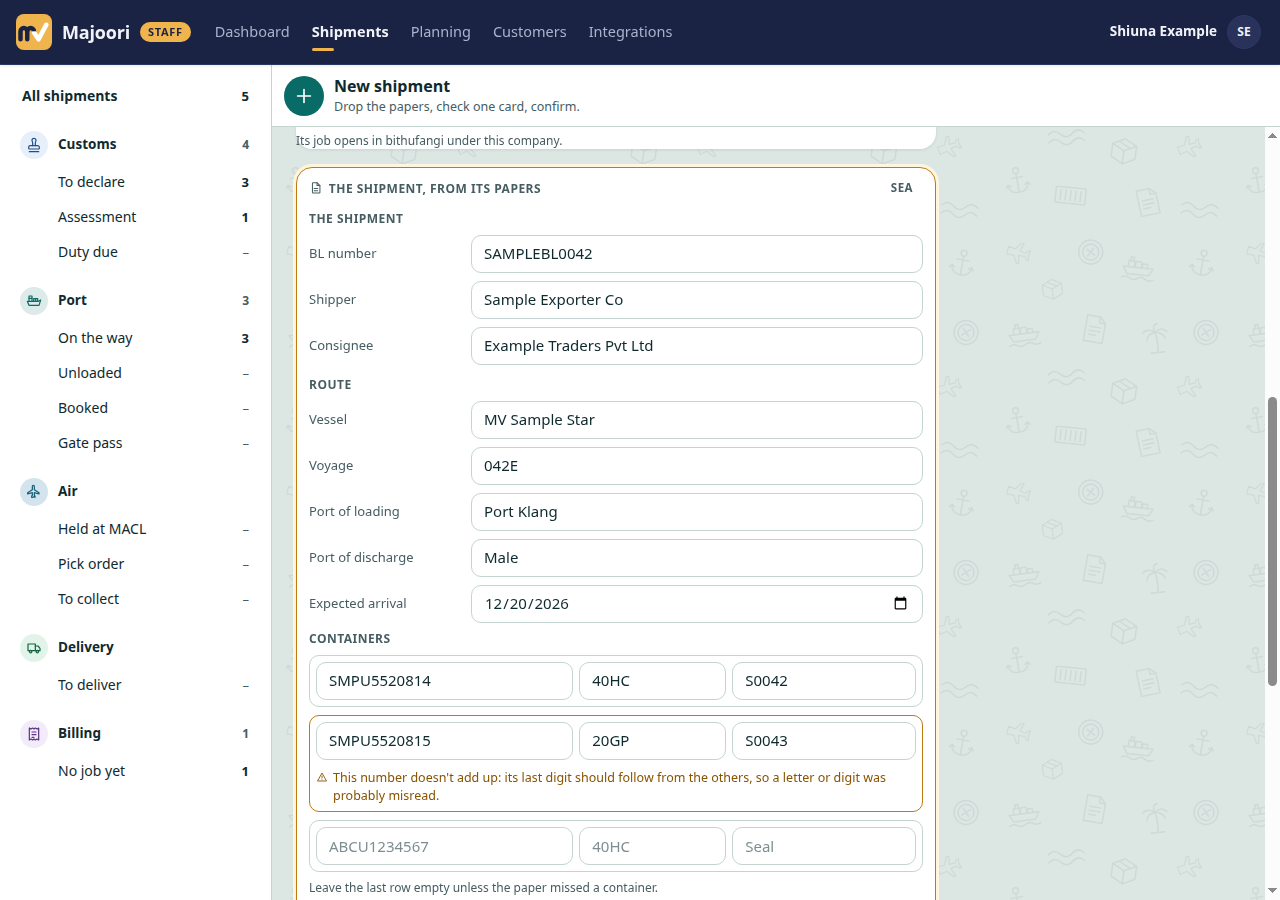 Majoori STAFF Dashboard Shipments Planning Customers Integrations Shiuna Example SE
All shipments 5
Customs 4
To declare 3
Assessment 1
Duty due –
Port 3
On the way 3
Unloaded –
Booked –
Gate pass –
Air
Held at MACL –
Pick order –
To collect –
Delivery
To deliver –
Billing 1
No job yet 1
New shipment
Drop the papers, check one card, confirm.
Its job opens in bithufangi under this company.
THE SHIPMENT, FROM ITS PAPERS SEA
THE SHIPMENT
BL number SAMPLEBL0042
Shipper Sample Exporter Co
Consignee Example Traders Pvt Ltd
ROUTE
Vessel MV Sample Star
Voyage 042E
Port of loading Port Klang
Port of discharge Male
Expected arrival 12/20/2026
CONTAINERS
SMPU5520814 40HC S0042
SMPU5520815 20GP S0043
This number doesn't add up: its last digit should follow from the others, so a letter or digit was
probably misread.
ABCU1234567 40HC Seal
Leave the last row empty unless the paper missed a container.